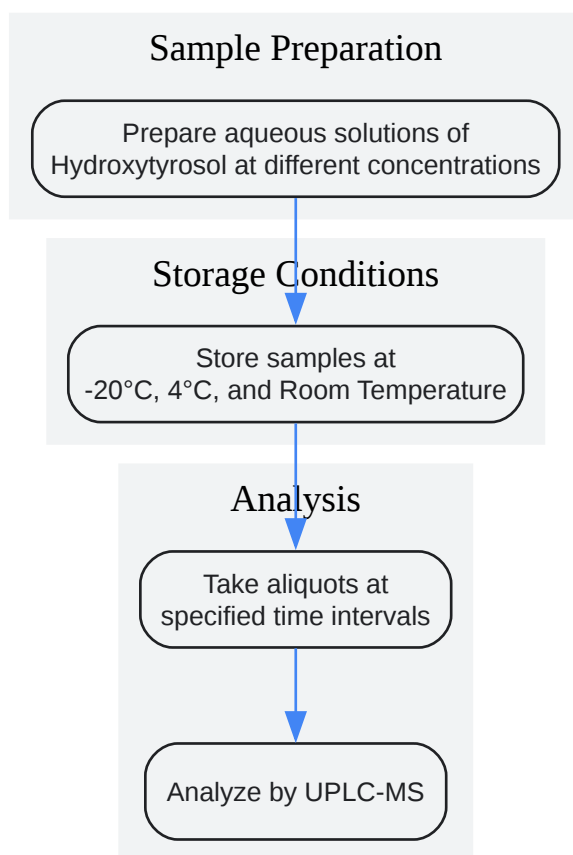 Sample Preparation
Prepare aqueous solutions of
Hydroxytyrosol at different concentrations
Storage Conditions
Store samples at
-20°C, 4°C, and Room Temperature
Analysis
Take aliquots at
specified time intervals
Analyze by UPLC-MS